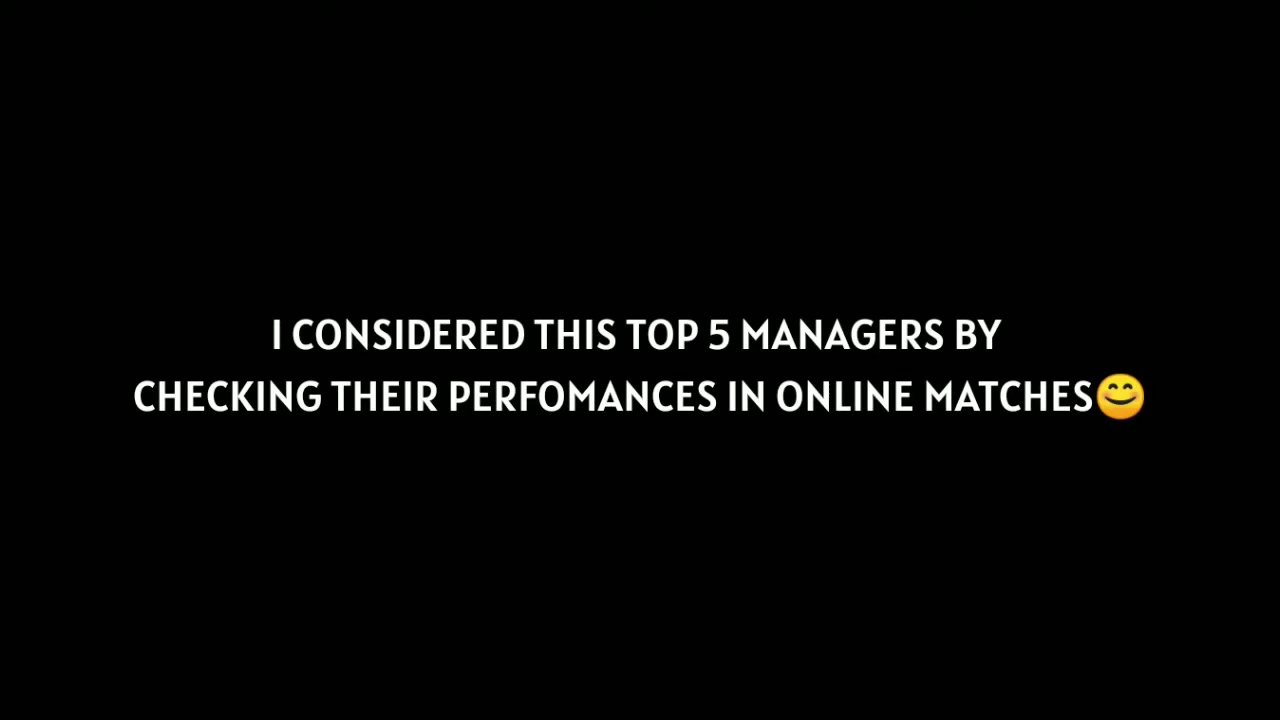 I CONSIDERED THIS TOP 5 MANAGERS BY
CHECKING THEIR PERFOMANCES IN ONLINE MATCHES😊